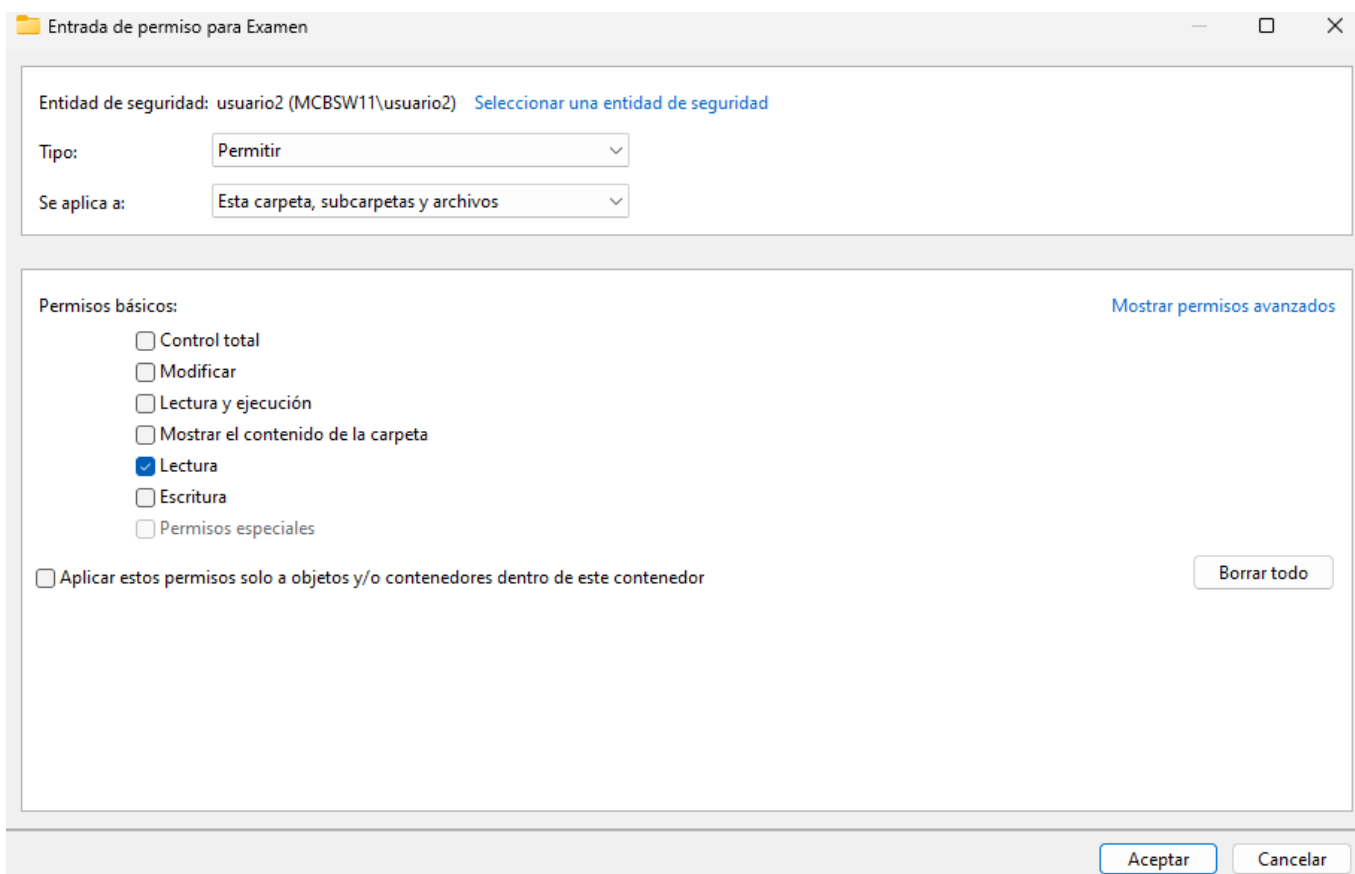 Entrada de permiso para Examen
Entidad de seguridad: usuario2 (MCBSW11\usuario2) Seleccionar una entidad de seguridad
Tipo: Permitir
Se aplica a: Esta carpeta, subcarpetas y archivos
Permisos básicos: Mostrar permisos avanzados
Control total
Modificar
Lectura y ejecución
Mostrar el contenido de la carpeta
Lectura
Escritura
Permisos especiales
Aplicar estos permisos solo a objetos y/o contenedores dentro de este contenedor Borrar todo
Aceptar Cancelar